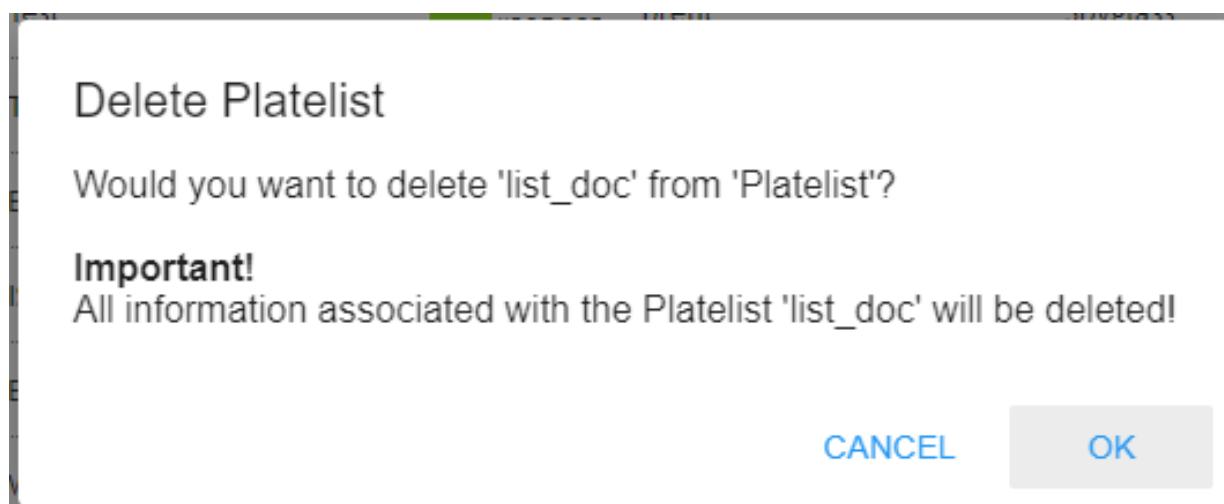 Delete Platelist
Would you want to delete 'list_doc' from 'Platelist'?
Important!
All information associated with the Platelist 'list_doc' will be deleted!
CANCEL OK